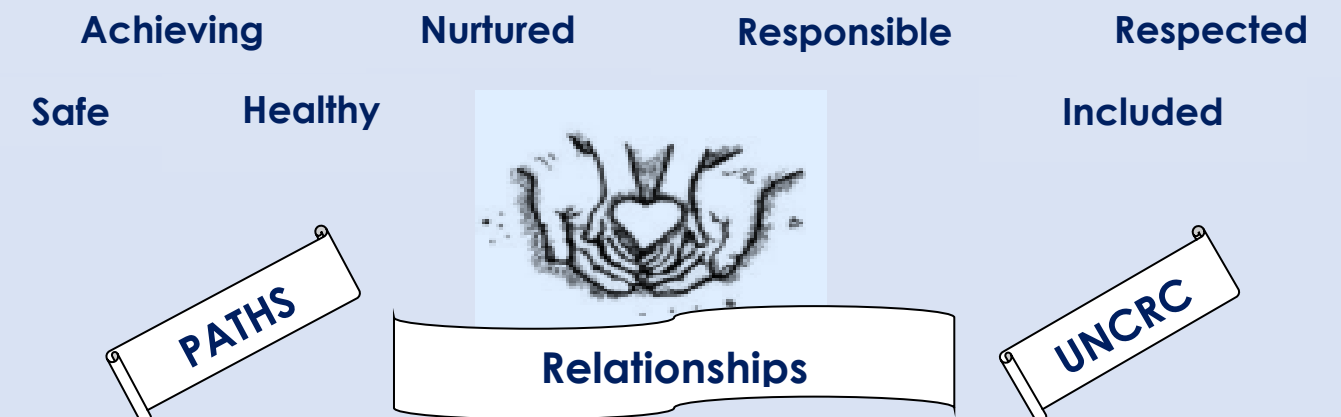 Achieving Nurtured Responsible Respected
Safe Healthy Included
PATHS
UNCRC
Relationships